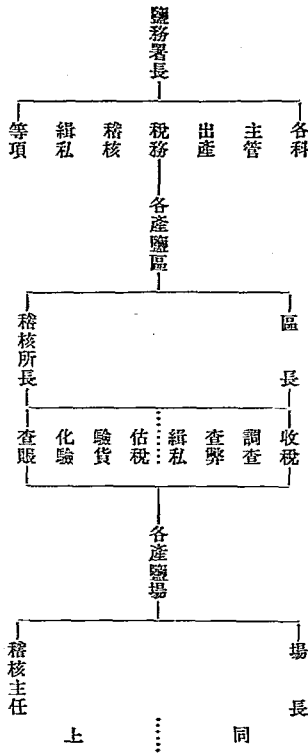 鹽務署長
各科
主管
出產
稅務
稽核
緝私
等項
各產鹽區
區長
稽核所長
收稅
調查
查弊
緝私
估稅
驗貨
化驗
查賬
各產鹽場
場長
稽核主任
同上